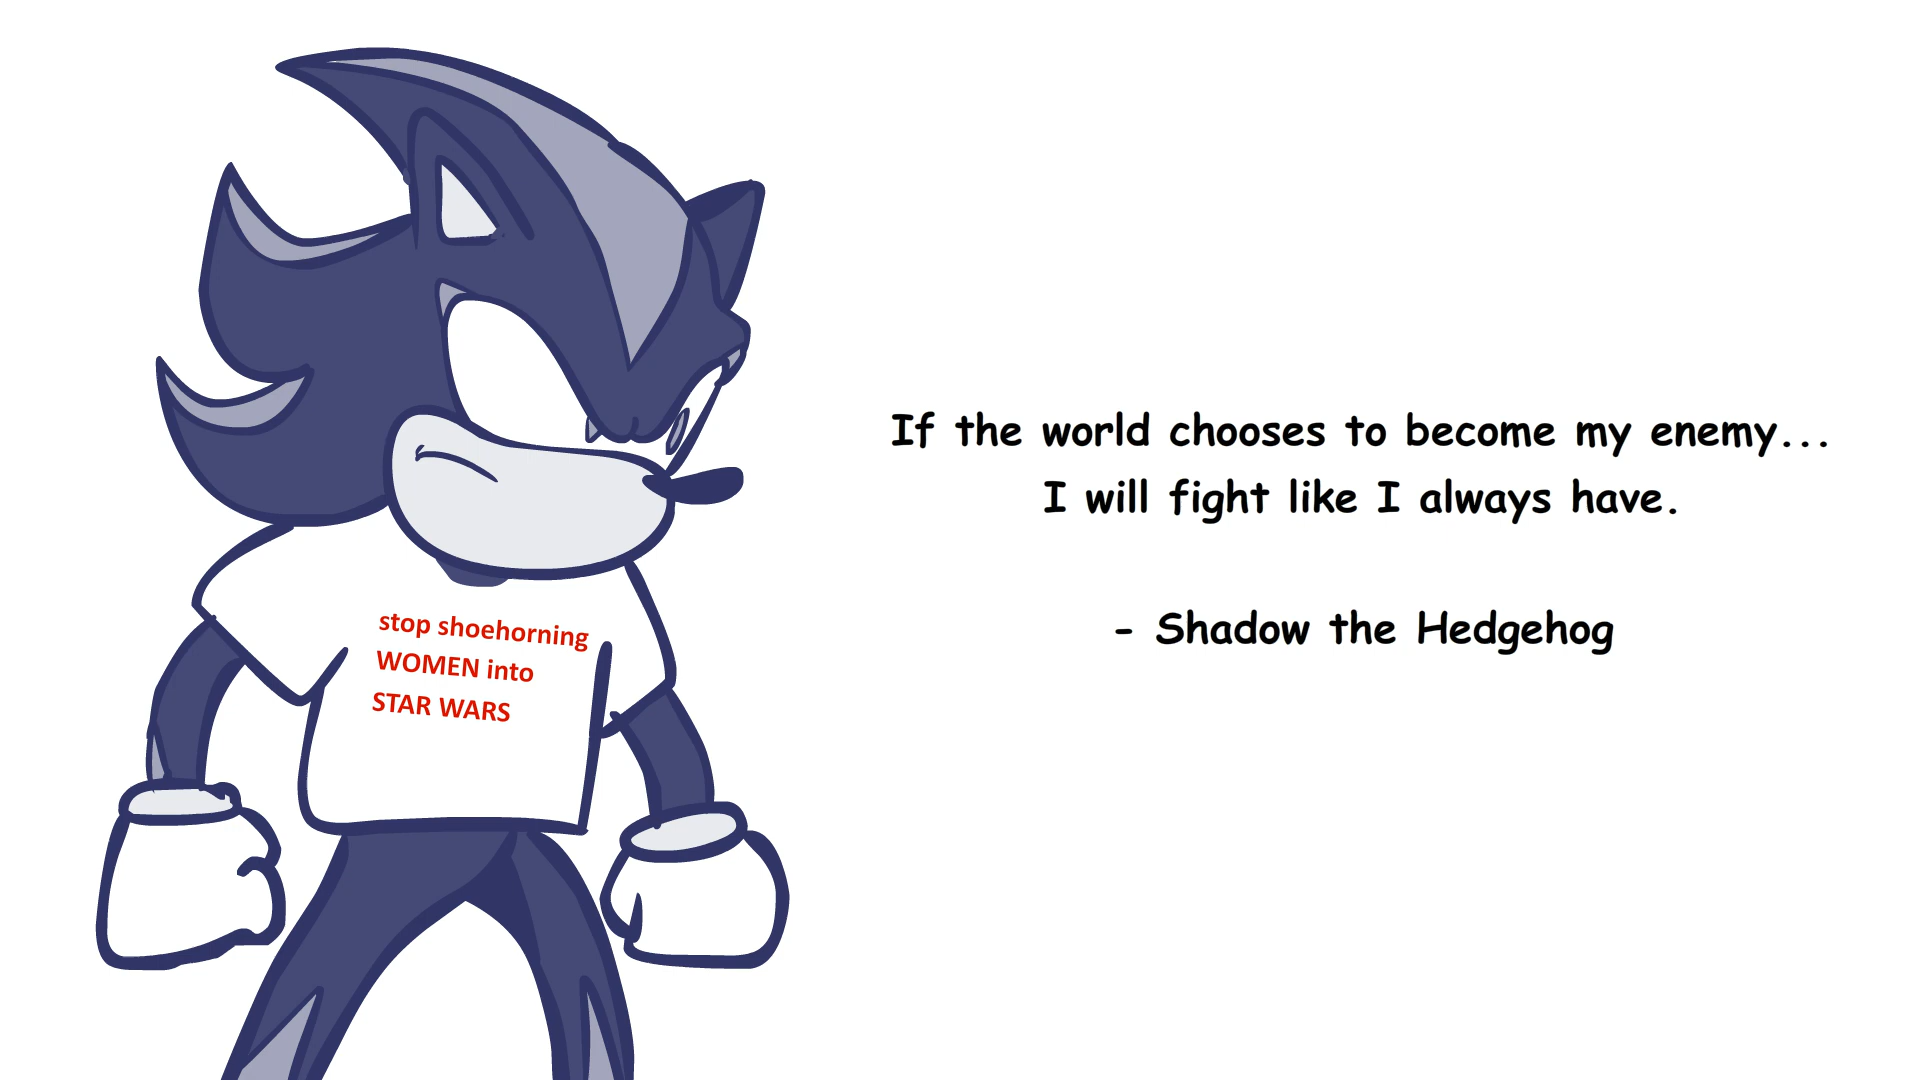 stop shoehorning
WOMEN into
STAR WARS
If the world chooses to become my enemy...
I will fight like I always have.
- Shadow the Hedgehog